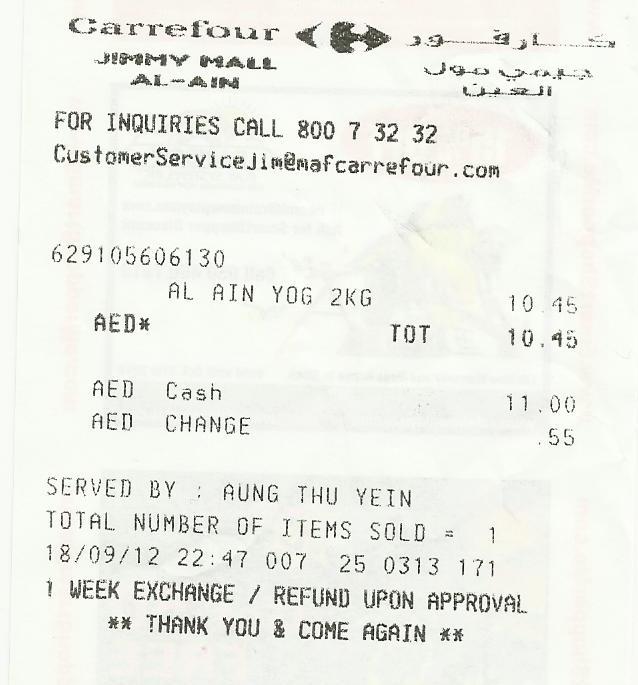 Carrefour كارفور
JIMMY MALL جيمي مول
AL-AIN العين
FOR INQUIRIES CALL 800 7 32 32
CustomerServiceJim@mafcarrefour.com
629105606130
AL AIN YOG 2KG 10.45
AED* TOT 10.45
AED Cash 11.00
AED CHANGE .55
SERVED BY : AUNG THU YEIN
TOTAL NUMBER OF ITEMS SOLD = 1
18/09/12 22:47 007 25 0313 171
1 WEEK EXCHANGE / REFUND UPON APPROVAL
** THANK YOU & COME AGAIN **